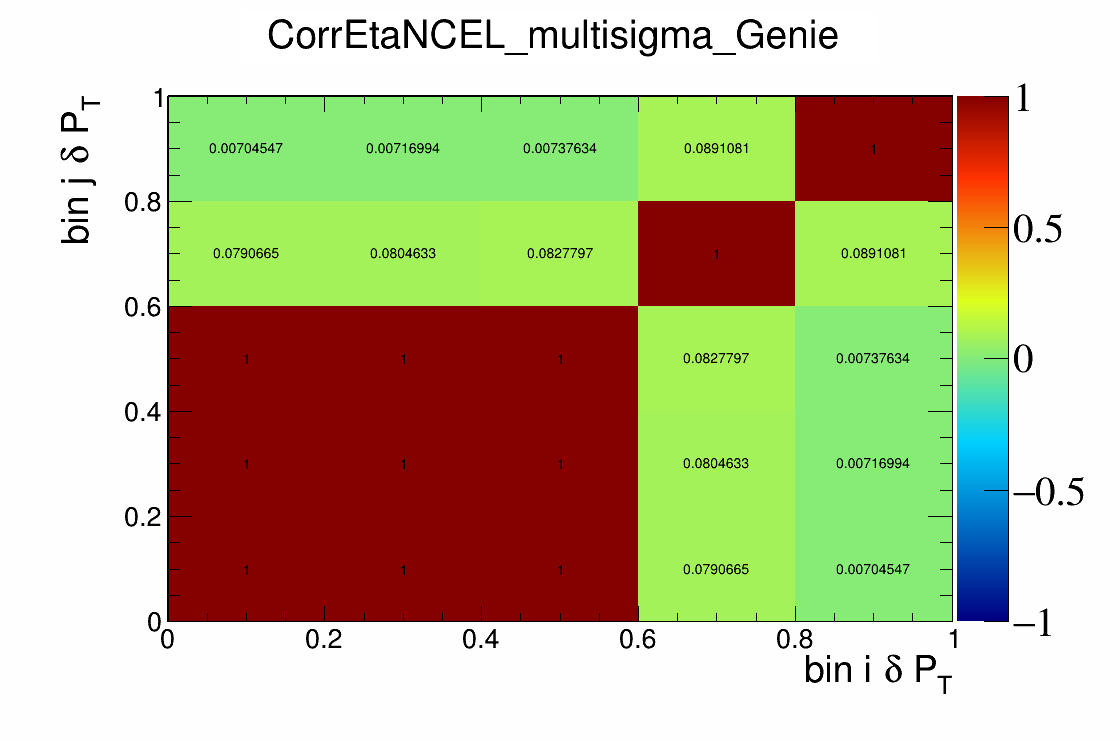 CorrEtaNCEL_multisigma_Genie
bin j δ P_T
1
0.8
0.6
0.4
0.2
0
0.00704547 0.00716994 0.00737634 0.0891081 1
0.0790665 0.0804633 0.0827797 1 0.0891081
1 1 1 0.0827797 0.00737634
1 1 1 0.0804633 0.00716994
1 1 1 0.0790665 0.00704547
0 0.2 0.4 0.6 0.8 1
bin i δ P_T
1
0.5
0
−0.5
−1